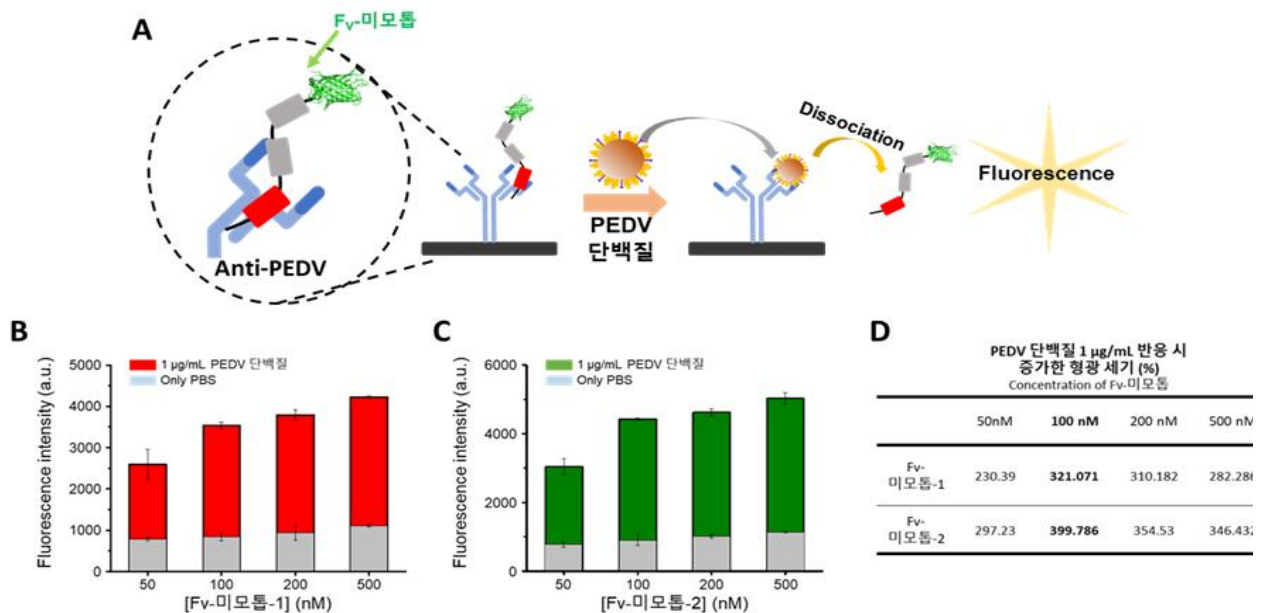 A
Fv-미모톱
Anti-PEDV
PEDV
단백질
Dissociation
Fluorescence
B
Fluorescence intensity (a.u.)
5000
4000
3000
2000
1000
0
1 µg/mL PEDV 단백질
Only PBS
50
100
200
500
[Fv-미모톱-1] (nM)
C
Fluorescence intensity (a.u.)
6000
4000
2000
0
1 µg/mL PEDV 단백질
Only PBS
50
100
200
500
[Fv-미모톱-2] (nM)
D
PEDV 단백질 1 µg/mL 반응 시
증가한 형광 세기 (%)
Concentration of Fv-미모톱
50nM 100 nM 200 nM 500 nM
Fv-
미모톱-1
230.39 321.071 310.182 282.286
Fv-
미모톱-2
297.23 399.786 354.53 346.432